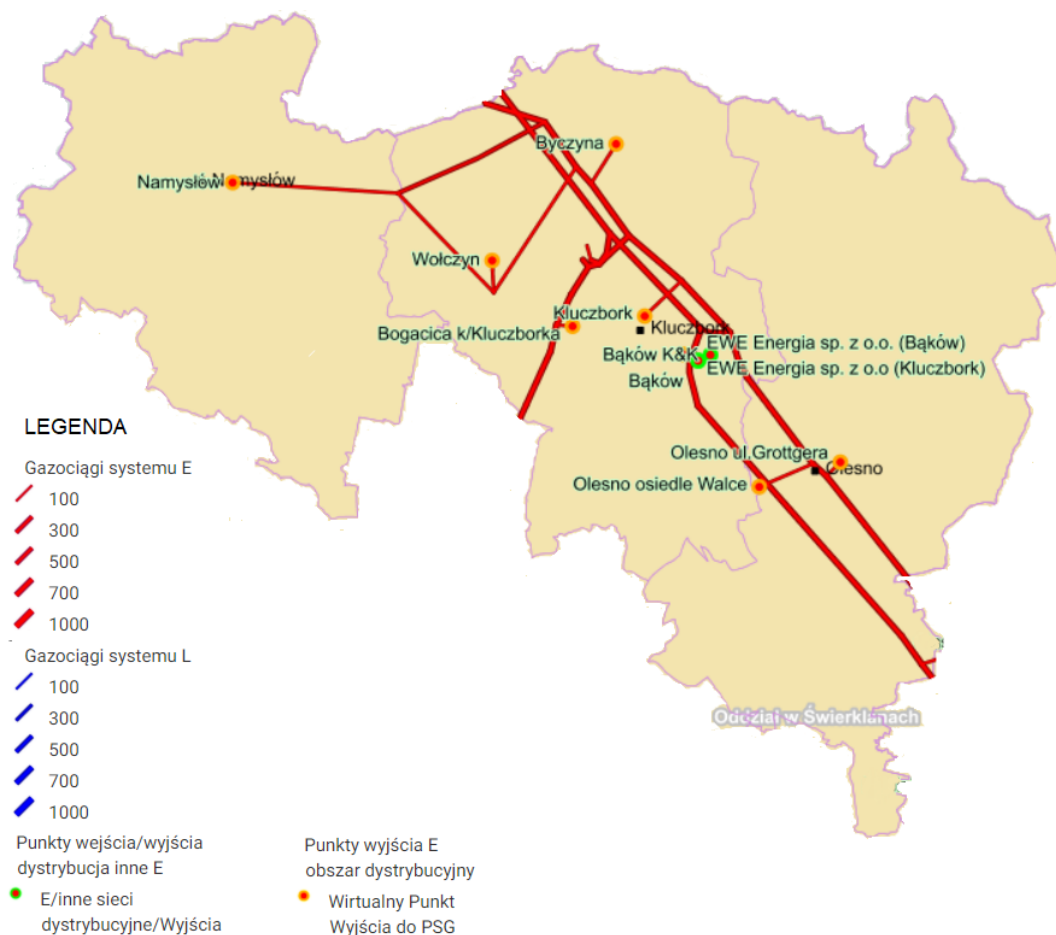 Byczyna
Namysłów
Namysłów
Wołczyn
Kluczbork
Kluczbork
Bogacica k/Kluczborka
EWE Energia sp. z o.o. (Bąków)
Bąków K&K
EWE Energia sp. z o.o (Kluczbork)
Bąków
LEGENDA
Olesno ul.Grottgera
Olesno
Gazociągi systemu E
Olesno osiedle Walce
100
300
500
700
1000
Gazociągi systemu L
100
Oddział w Świerklanach
300
500
700
1000
Punkty wejścia/wyjścia
dystrybucja inne E
E/inne sieci
dystrybucyjne/Wyjścia
Punkty wyjścia E
obszar dystrybucyjny
Wirtualny Punkt
Wyjścia do PSG